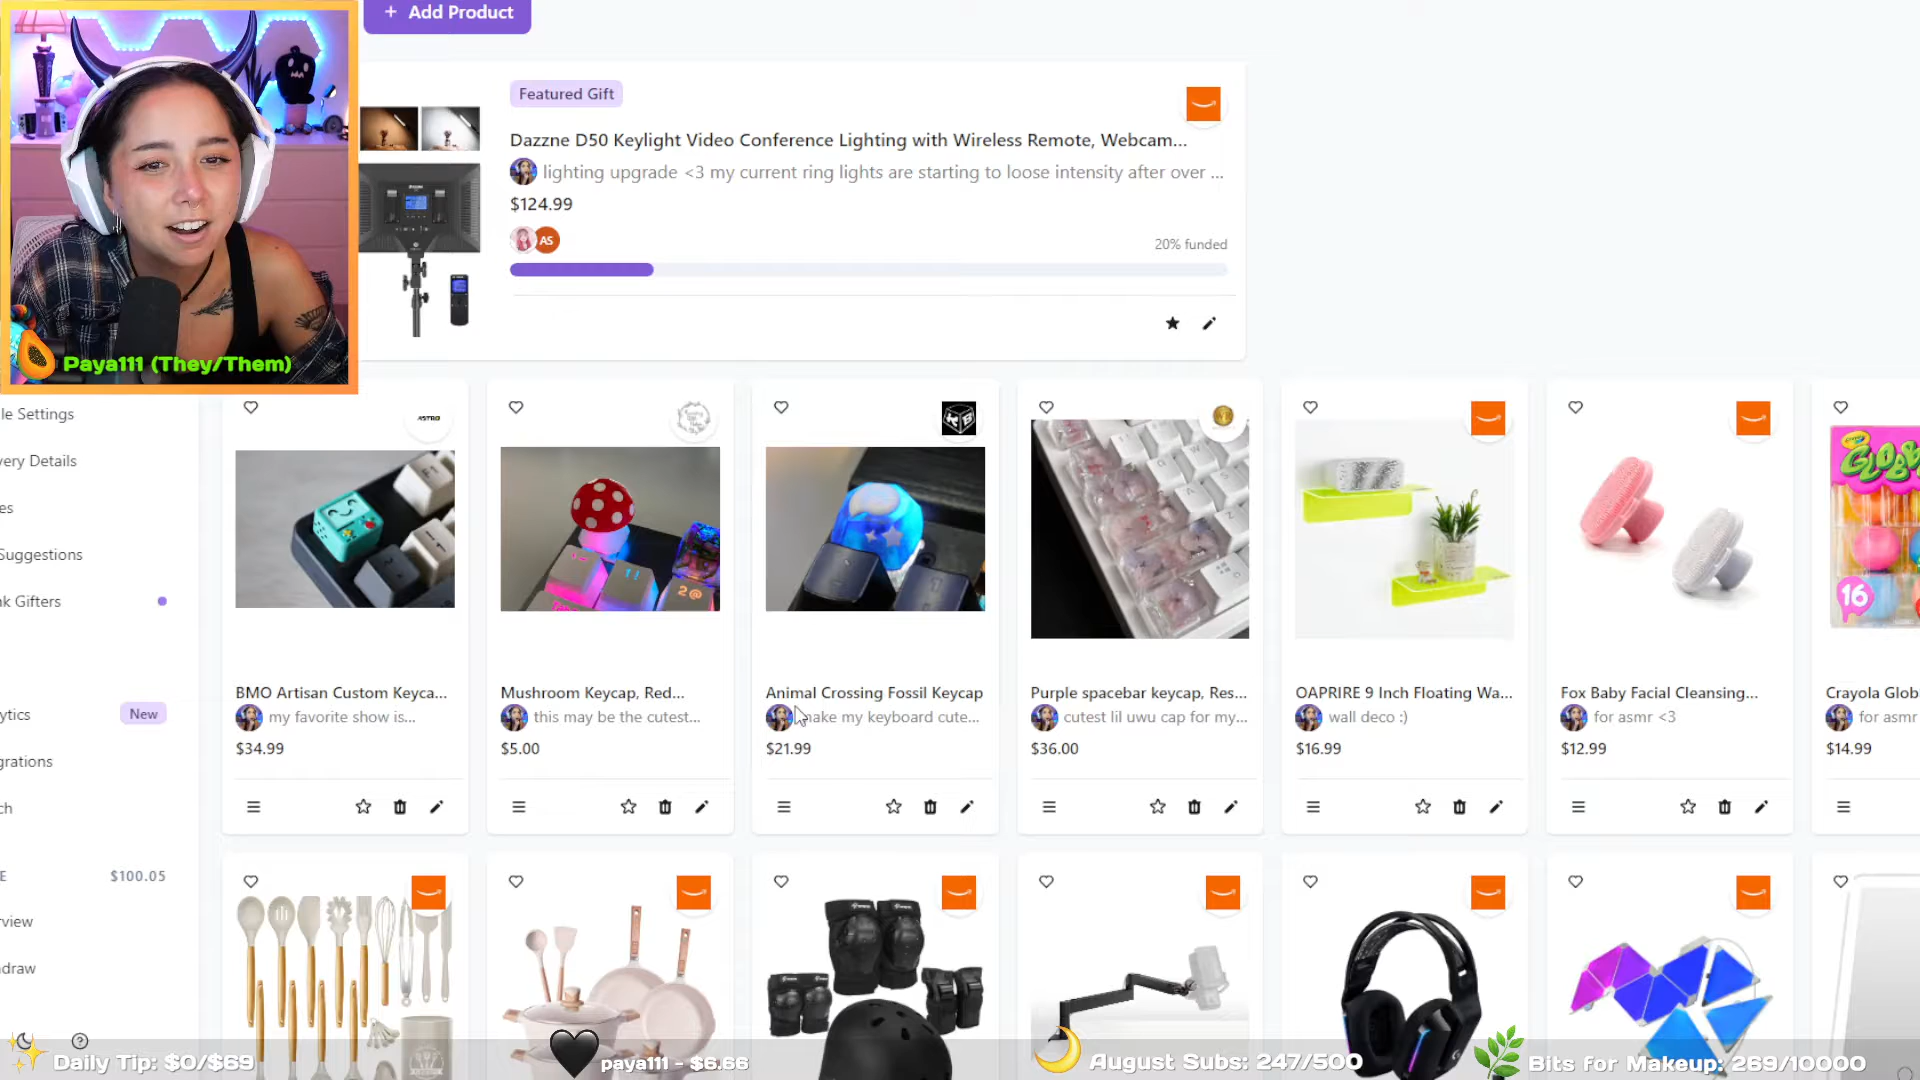 + Add Product
Featured Gift
Dazzne D50 Keylight Video Conference Lighting with Wireless Remote, Webcam...
lighting upgrade <3 my current ring lights are starting to loose intensity after over ...
$124.99
AS
20% funded
Paya111 (They/Them)
le Settings
very Details
es
Suggestions
nk Gifters
ytics
New
grations
ch
E
$100.05
rview
draw
ASTRO
KB
BMO Artisan Custom Keyca...
my favorite show is...
$34.99
Mushroom Keycap, Red...
this may be the cutest...
$5.00
Animal Crossing Fossil Keycap
make my keyboard cute...
$21.99
Purple spacebar keycap, Res...
cutest lil uwu cap for my...
$36.00
OAPRIRE 9 Inch Floating Wa...
wall deco :)
$16.99
Fox Baby Facial Cleansing...
for asmr <3
$12.99
Crayola Glob
for asmr
$14.99
Crayola
GLOBB
16
Daily Tip: $0/$69
paya111 - $6.66
August Subs: 247/500
Bits for Makeup: 269/10000